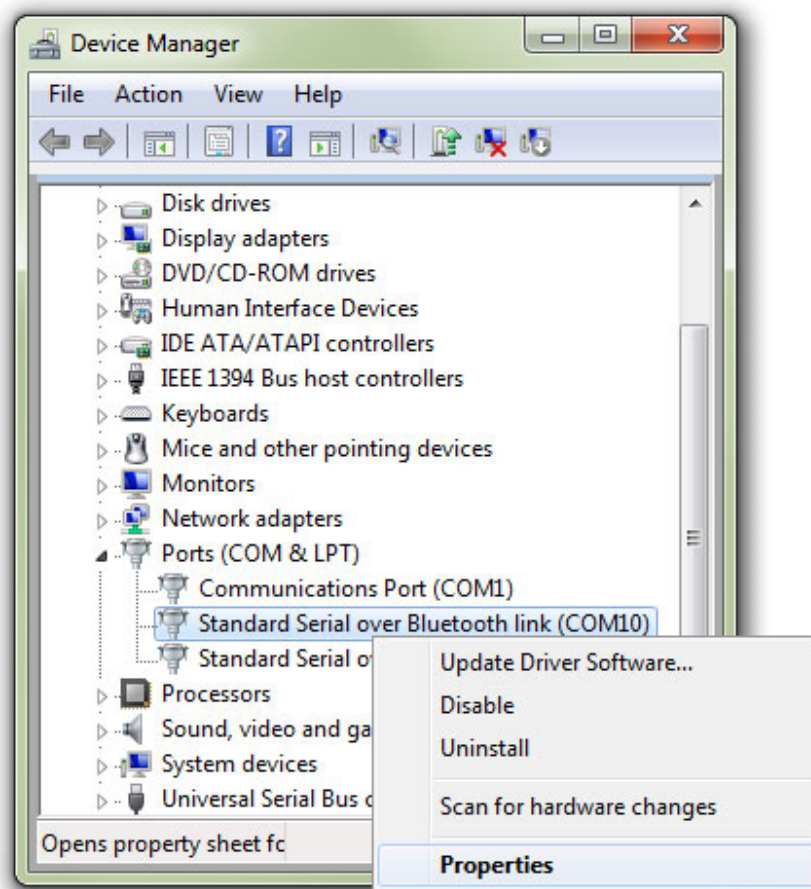 Device Manager
File Action View Help
Disk drives
Display adapters
DVD/CD-ROM drives
Human Interface Devices
IDE ATA/ATAPI controllers
IEEE 1394 Bus host controllers
Keyboards
Mice and other pointing devices
Monitors
Network adapters
Ports (COM & LPT)
Communications Port (COM1)
Standard Serial over Bluetooth link (COM10)
Standard Serial
Processors
Sound, video and
System devices
Universal Serial Bus
Opens property sheet
Update Driver Software...
Disable
Uninstall
Scan for hardware changes
Properties